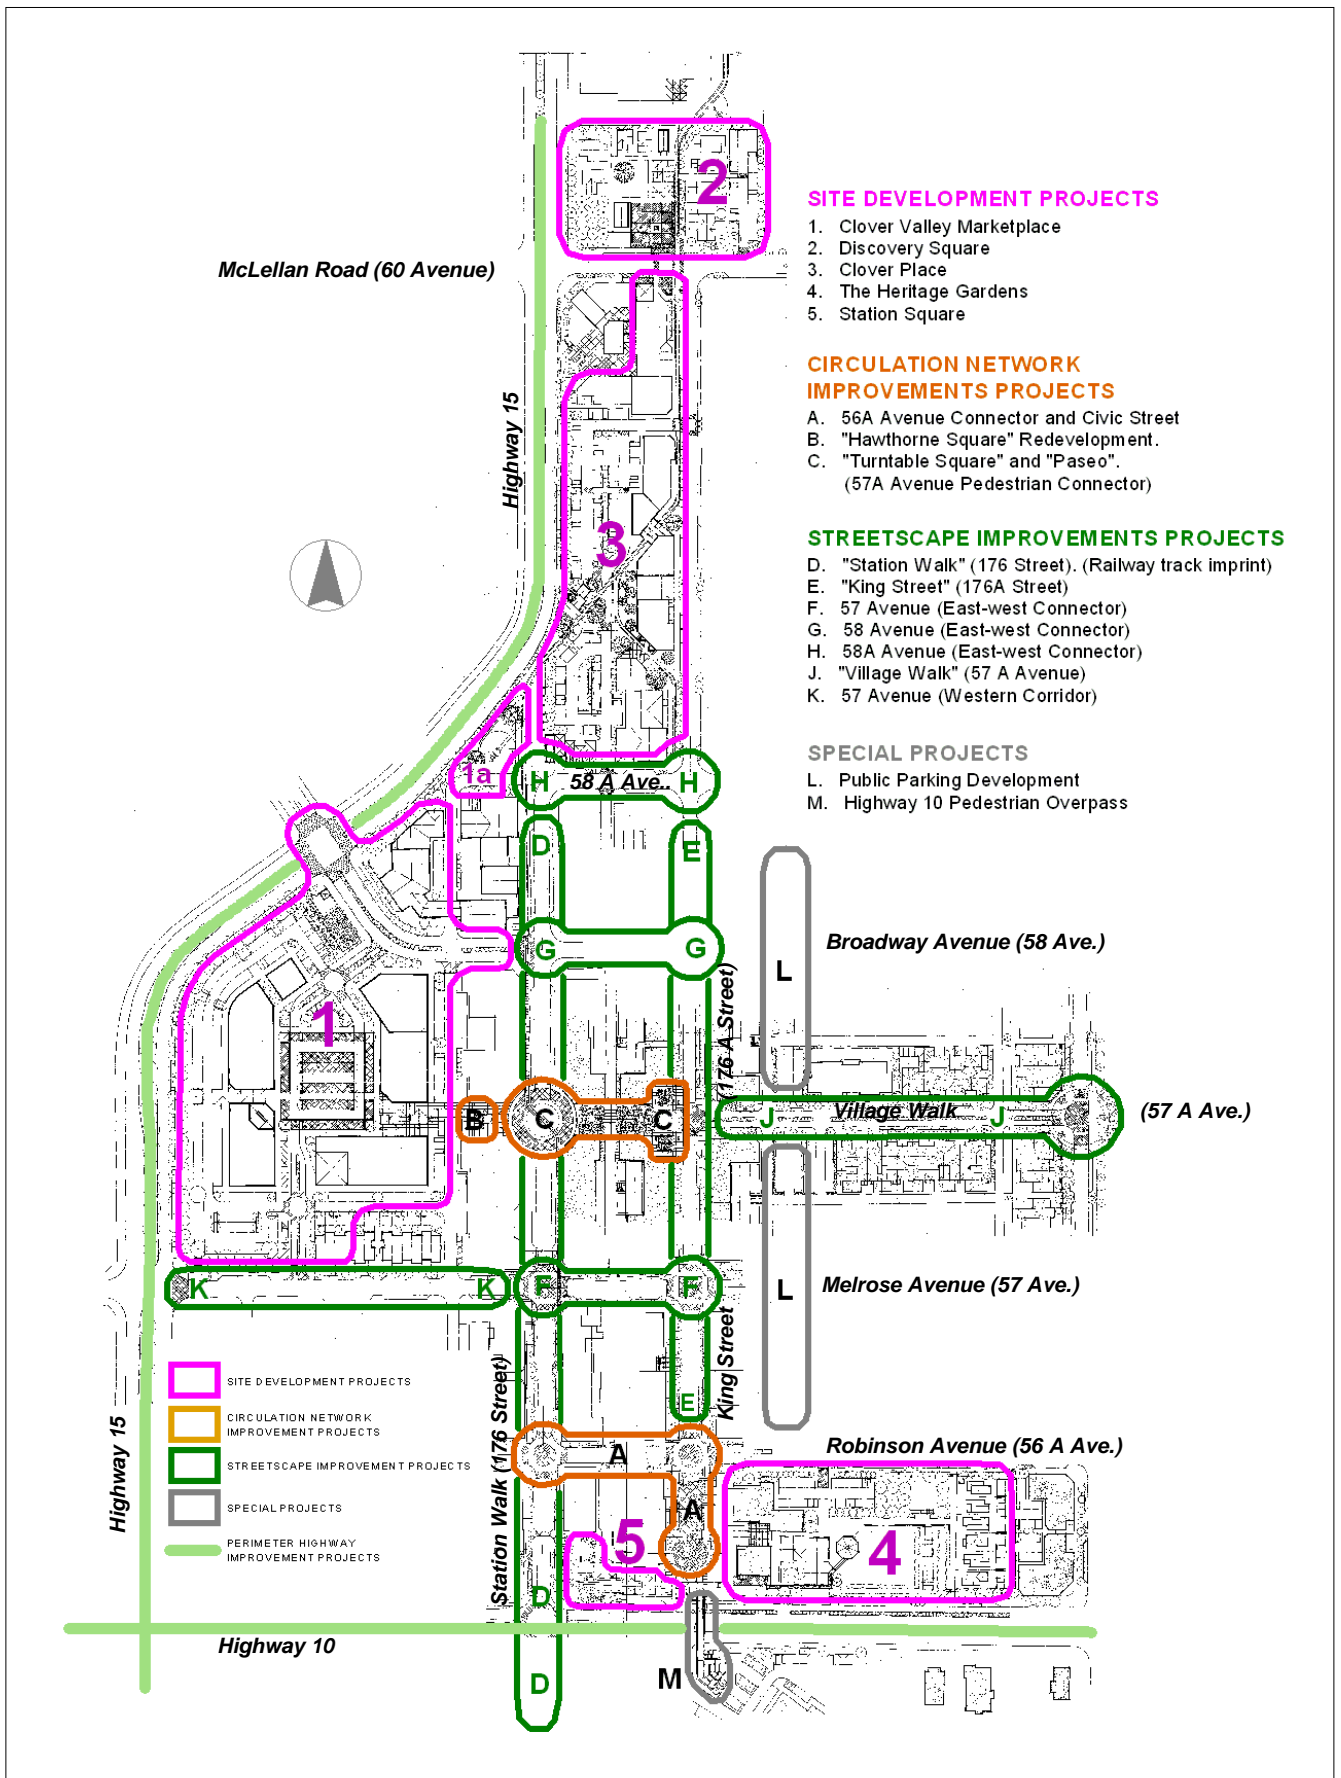 2
SITE DEVELOPMENT PROJECTS
1. Clover Valley Marketplace
2. Discovery Square
3. Clover Place
4. The Heritage Gardens
5. Station Square
McLellan Road (60 Avenue)
CIRCULATION NETWORK
IMPROVEMENTS PROJECTS
A. 56A Avenue Connector and Civic Street
B. "Hawthorne Square" Redevelopment.
C. "Turntable Square" and "Paseo".
(57A Avenue Pedestrian Connector)
Highway 15
3
STREETSCAPE IMPROVEMENTS PROJECTS
D. "Station Walk" (176 Street). (Railway track imprint)
E. "King Street" (176A Street)
F. 57 Avenue (East-west Connector)
G. 58 Avenue (East-west Connector)
H. 58A Avenue (East-west Connector)
J. "Village Walk" (57 A Avenue)
K. 57 Avenue (Western Corridor)
SPECIAL PROJECTS
L. Public Parking Development
M. Highway 10 Pedestrian Overpass
1a
H 58 A Ave.. H
D
E
G
G
Broadway Avenue (58 Ave.)
L
1
(176 A Street)
B
C
C
J
Village Walk
J
(57 A Ave.)
K
K
F
F
L
Melrose Avenue (57 Ave.)
King Street
E
SITE DEVELOPMENT PROJECTS
CIRCULATION NETWORK
IMPROVEMENT PROJECTS
STREETSCAPE IMPROVEMENT PROJECTS
SPECIAL PROJECTS
PERIMETER HIGHWAY
IMPROVEMENT PROJECTS
Highway 15
Station Walk (176 Street)
A
Robinson Avenue (56 A Ave.)
A
5
4
D
Highway 10
D
M